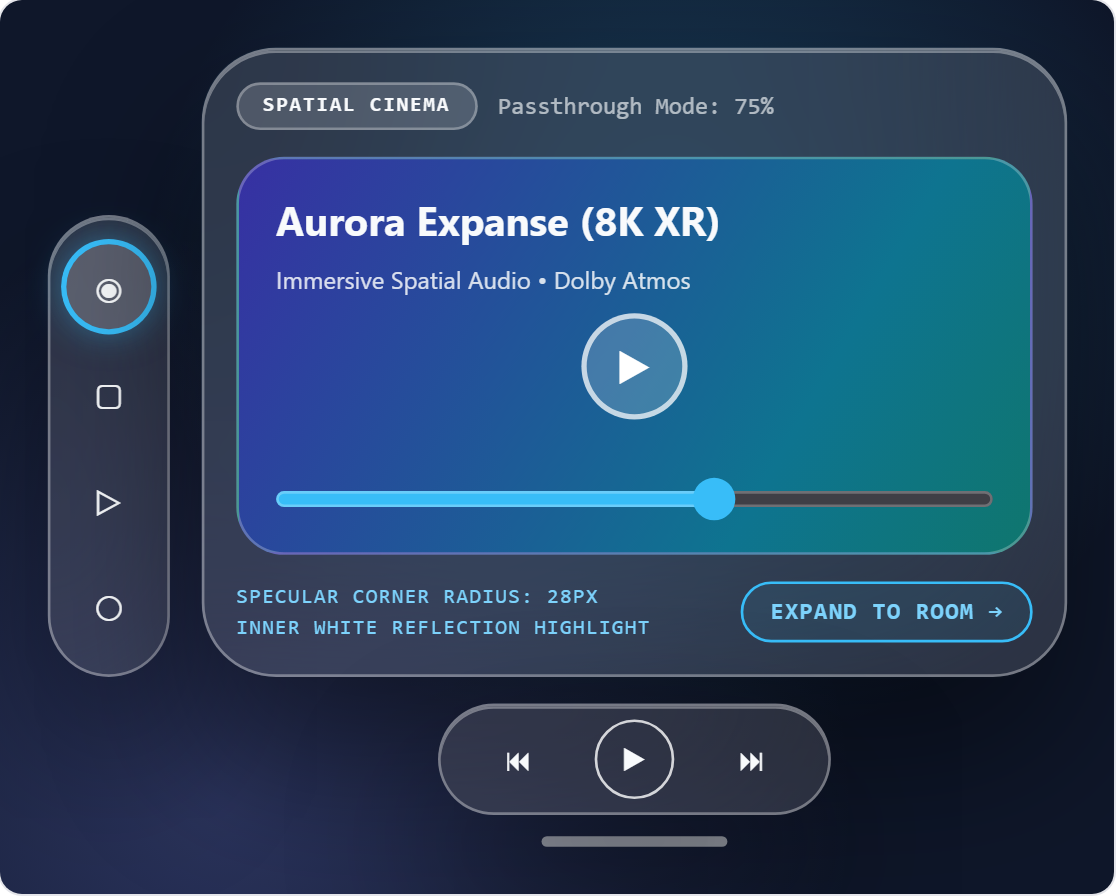 SPATIAL CINEMA
Passthrough Mode: 75%
Aurora Expanse (8K XR)
Immersive Spatial Audio • Dolby Atmos
SPECULAR CORNER RADIUS: 28PX
INNER WHITE REFLECTION HIGHLIGHT
EXPAND TO ROOM →